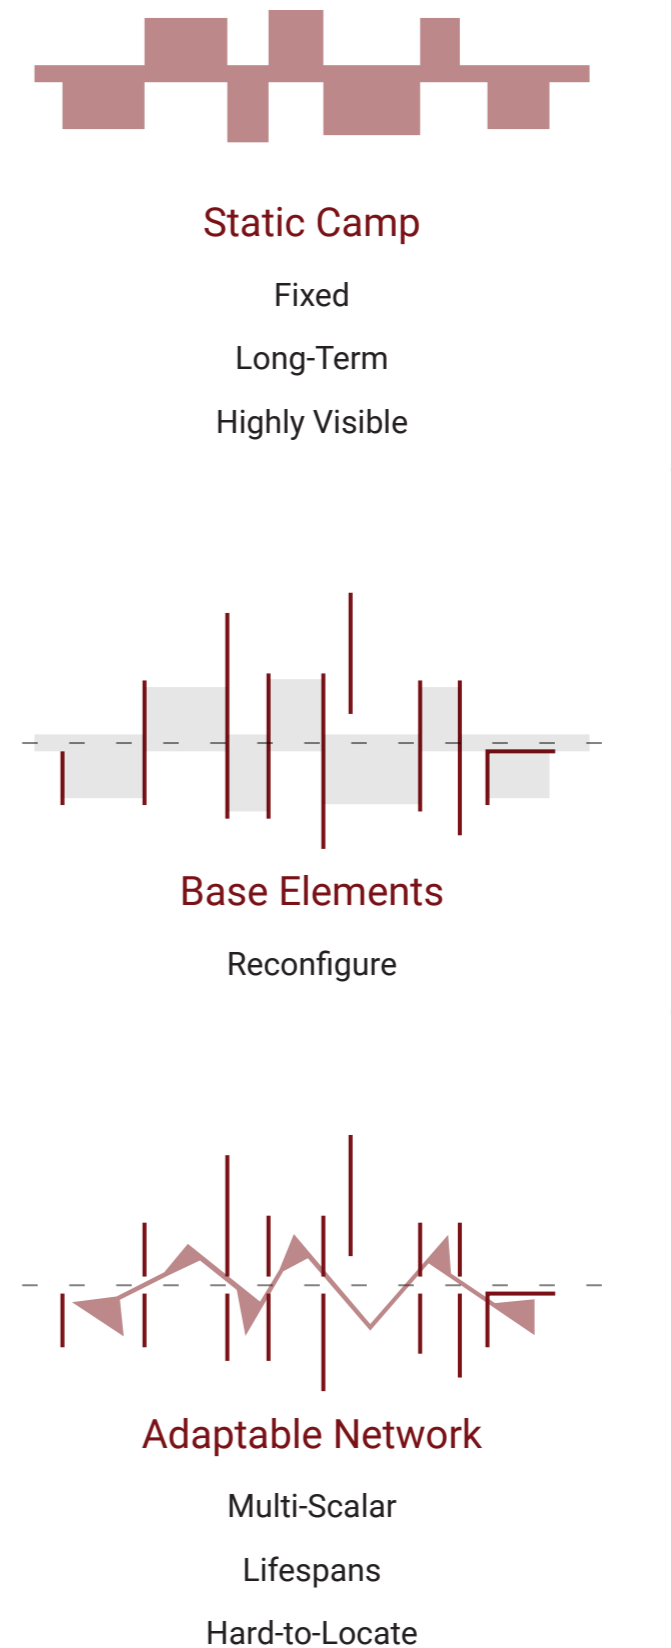 Static Camp
Fixed
Long-Term
Highly Visible
Base Elements
Reconfigure
Adaptable Network
Multi-Scalar
Lifespans
Hard-to-Locate